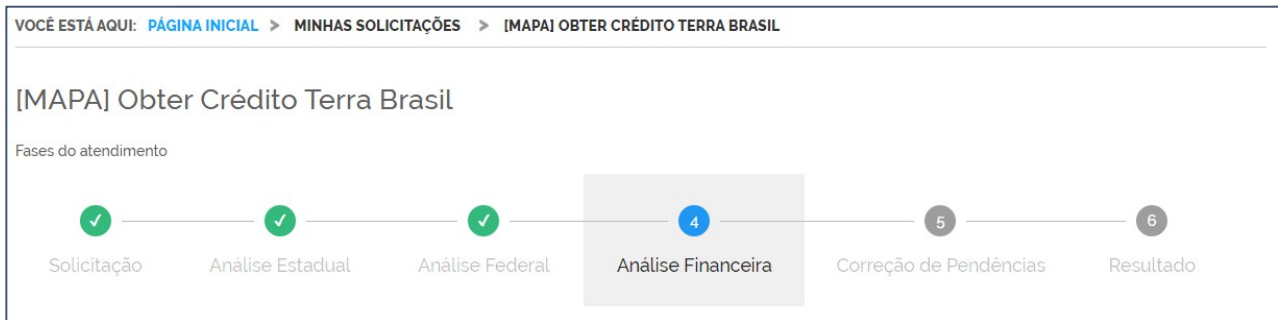 VOCÊ ESTÁ AQUI: PÁGINA INICIAL > MINHAS SOLICITAÇÕES > [MAPA] OBTER CRÉDITO TERRA BRASIL
[MAPA] Obter Crédito Terra Brasil
Fases do atendimento
4 5 6
Solicitação Análise Estadual Análise Federal Análise Financeira Correção de Pendências Resultado